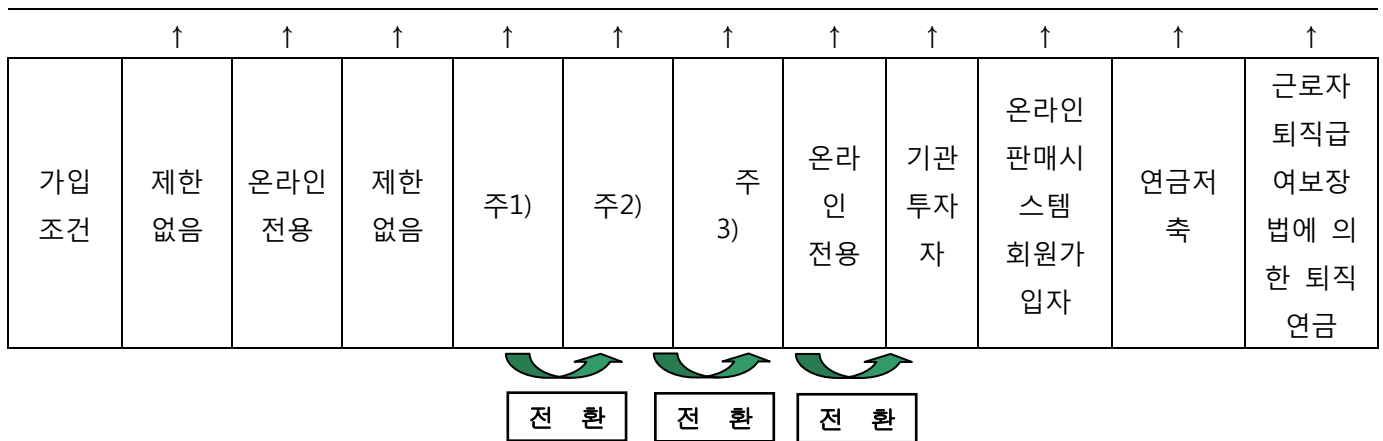 ↑ ↑ ↑ ↑ ↑ ↑ ↑ ↑ ↑ ↑ ↑
가입
조건
제한
없음
온라인
전용
제한
없음
주1)
주2)
주
3)
온라
인
전용
기관
투자
자
온라인
판매시
스템
회원가
입자
연금저
축
근로자
퇴직급
여보장
법에 의
한 퇴직
연금
전 환
전 환
전 환